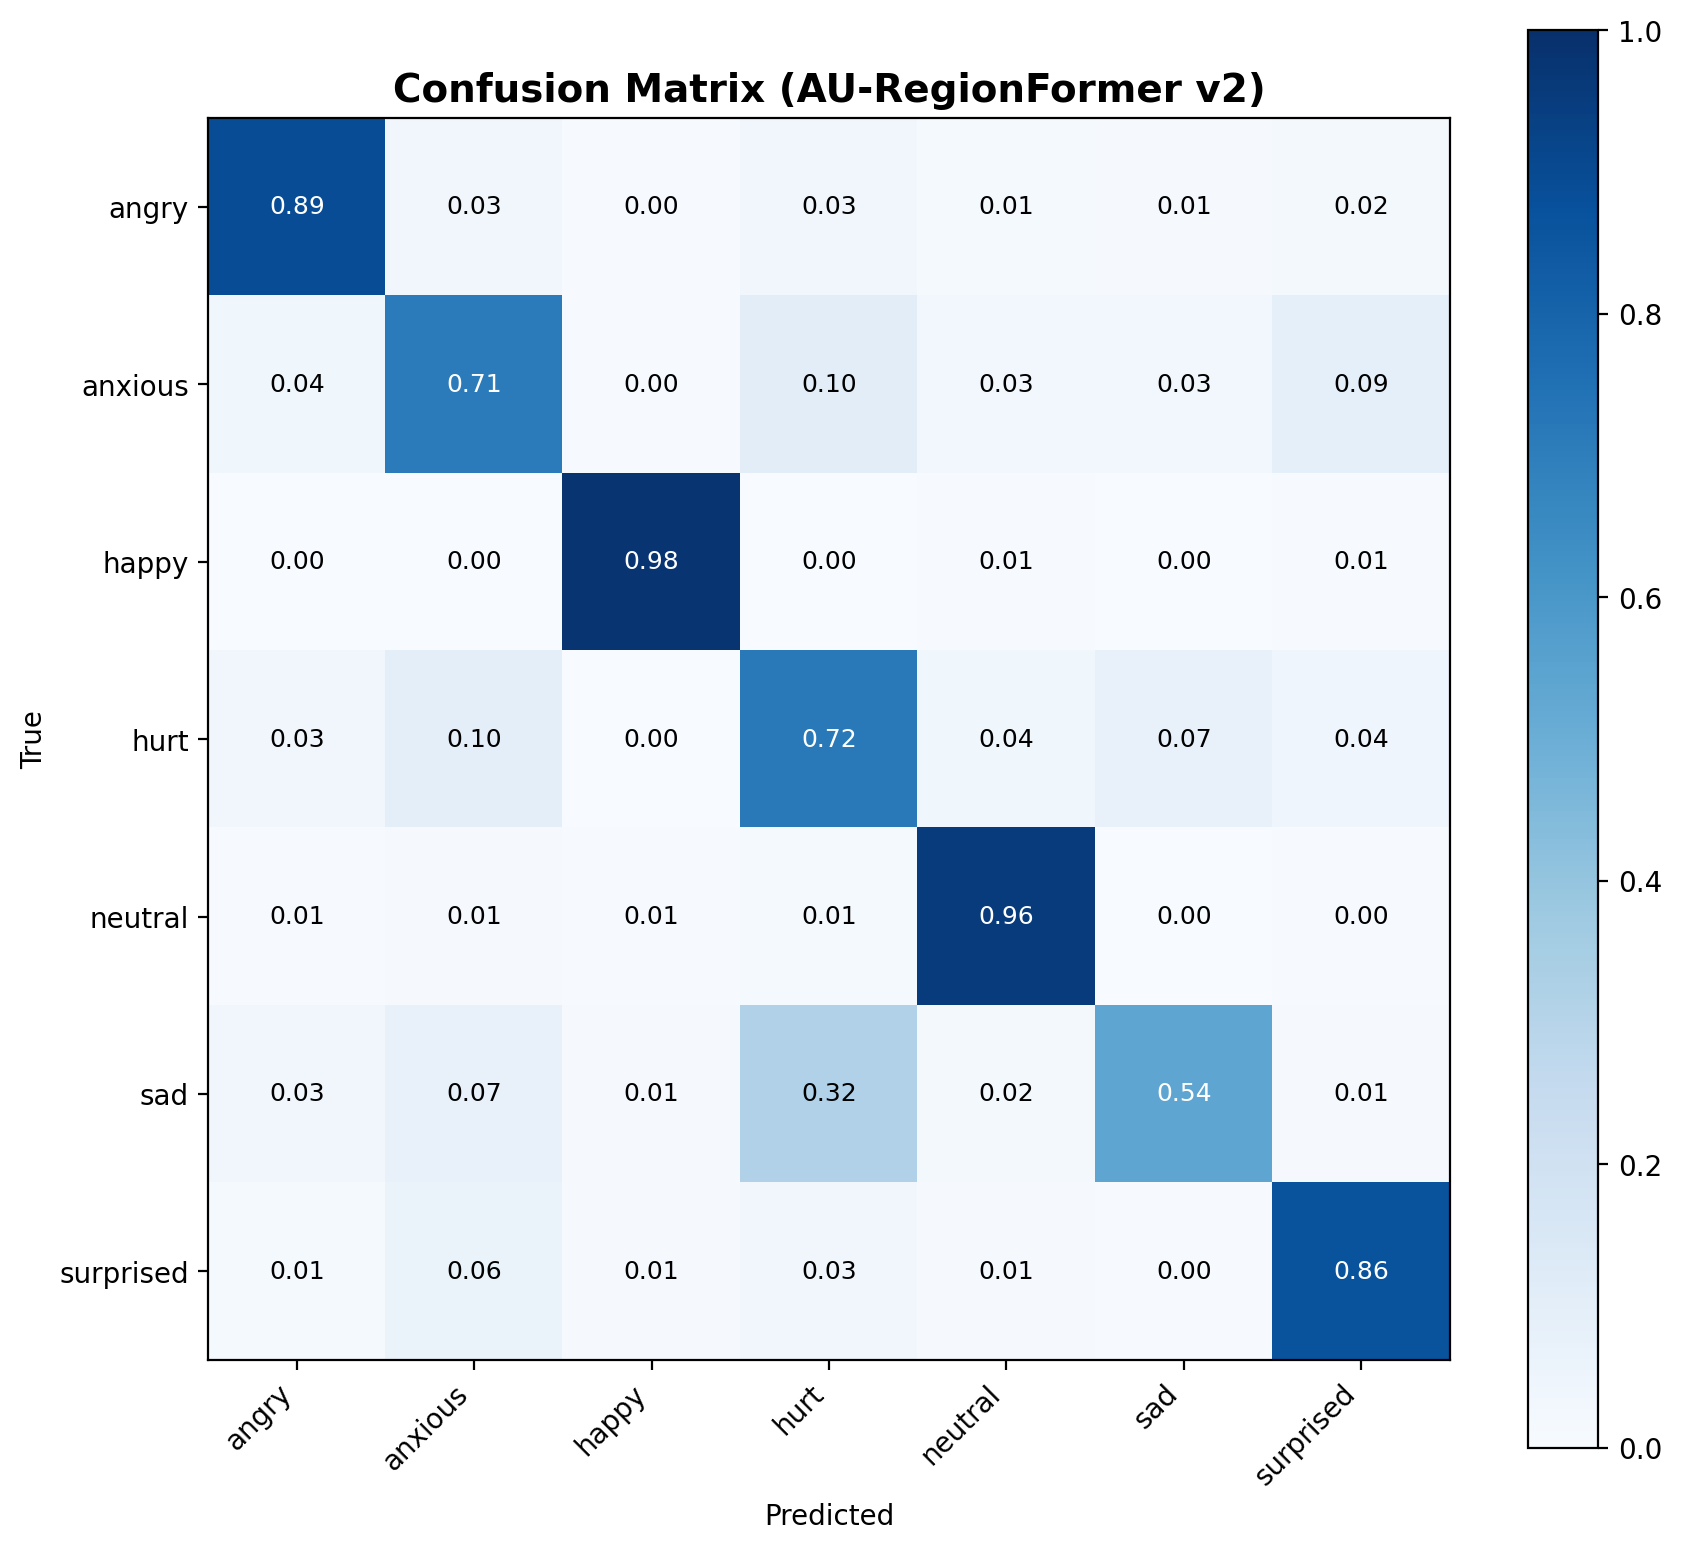 Confusion Matrix (AU-RegionFormer v2)
angry 0.89 0.03 0.00 0.03 0.01 0.01 0.02
anxious 0.04 0.71 0.00 0.10 0.03 0.03 0.09
happy 0.00 0.00 0.98 0.00 0.01 0.00 0.01
hurt 0.03 0.10 0.00 0.72 0.04 0.07 0.04
neutral 0.01 0.01 0.01 0.01 0.96 0.00 0.00
sad 0.03 0.07 0.01 0.32 0.02 0.54 0.01
surprised 0.01 0.06 0.01 0.03 0.01 0.00 0.86
True
angry anxious happy hurt neutral sad surprised
Predicted
1.0
0.8
0.6
0.4
0.2
0.0